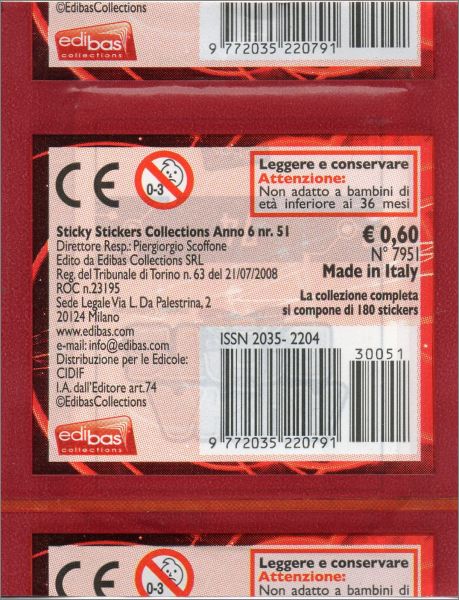 ©EdibasCollections
edibas
collections
9 772035 220791
CE
0-3
Leggere e conservare
Attenzione:
Non adatto a bambini di
età inferiore ai 36 mesi
Sticky Stickers Collections Anno 6 nr. 51
Direttore Resp.: Piergiorgio Scoffone
Edito da Edibas Collections SRL
Reg. del Tribunale di Torino n. 63 del 21/07/2008
ROC n.23195
Sede Legale Via L. Da Palestrina, 2
20124 Milano
www.edibas.com
e-mail: info@edibas.com
Distribuzione per le Edicole:
CIDIF
I.A. dall'Editore art.74
©EdibasCollections
€ 0,60
N° 7951
Made in Italy
La collezione completa
si compone di 180 stickers
ISSN 2035- 2204
30051
9 772035 220791
edibas
collections
CE
0-3
Leggere e conservare
Attenzione:
Non adatto a bambini di